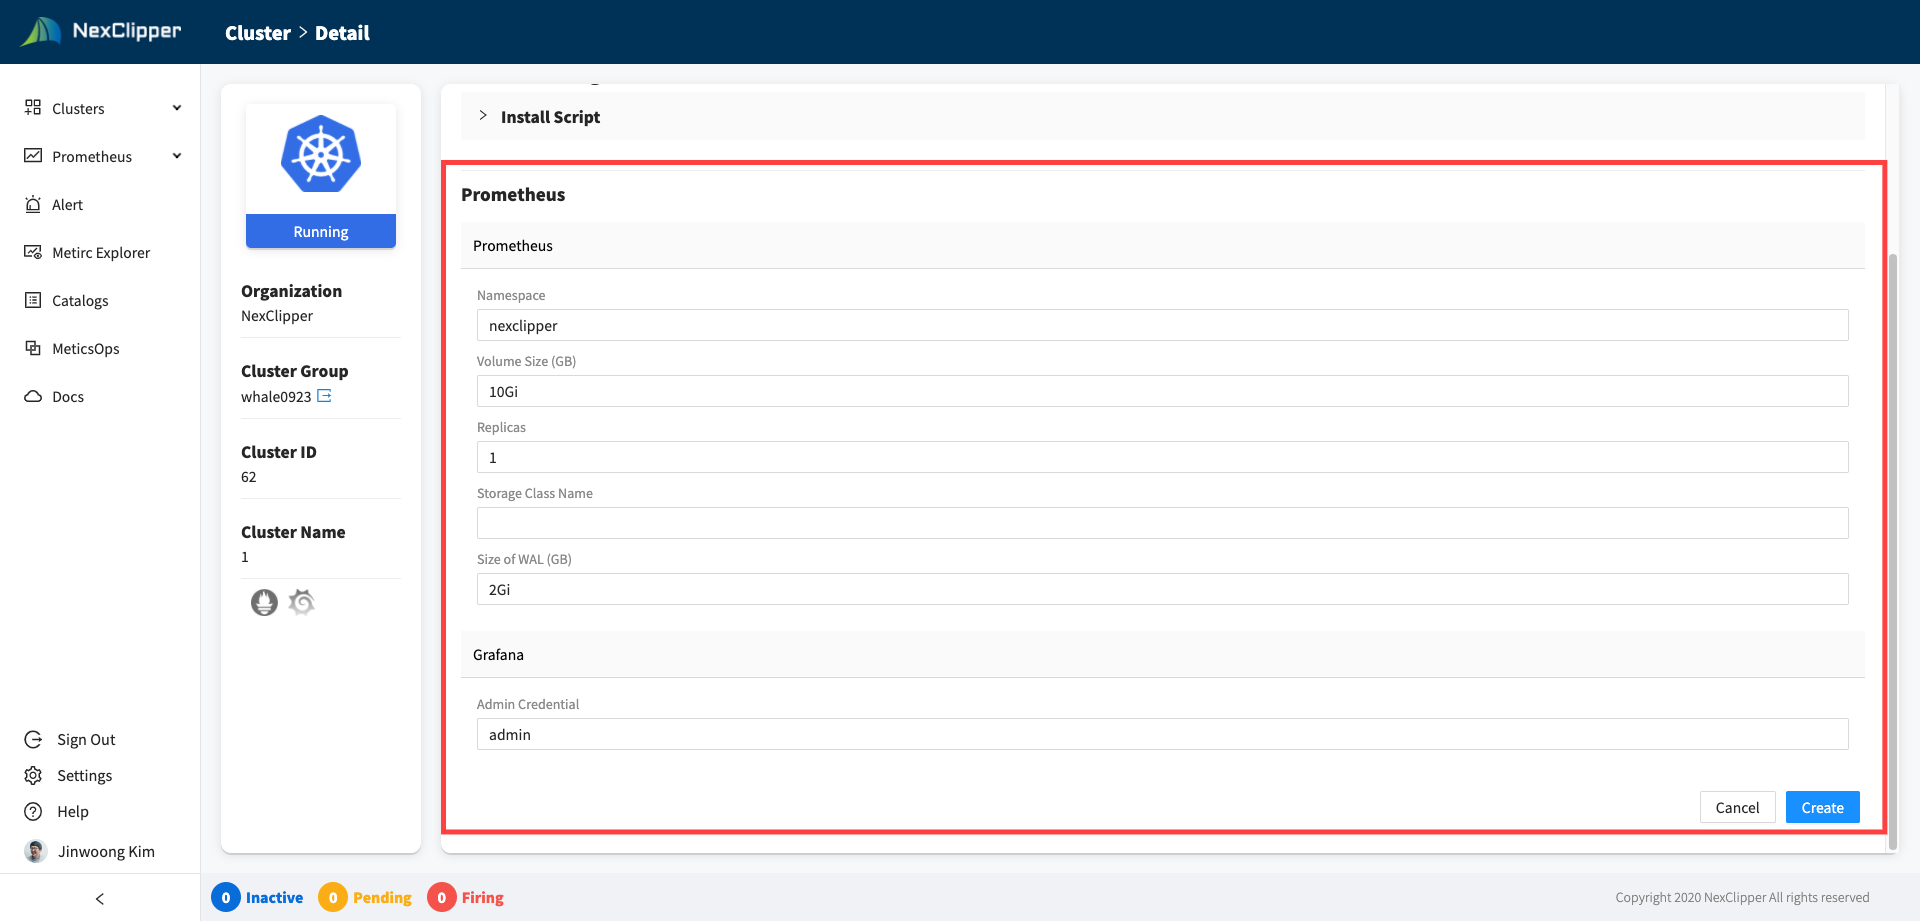 NexClipper
Cluster > Detail
Clusters
Prometheus
Alert
Metirc Explorer
Catalogs
MeticsOps
Docs
Sign Out
Settings
Help
Jinwoong Kim
Running
Organization
NexClipper
Cluster Group
whale0923
Cluster ID
62
Cluster Name
1
Install Script
Prometheus
Prometheus
Namespace
nexclipper
Volume Size (GB)
10Gi
Replicas
1
Storage Class Name
Size of WAL (GB)
2Gi
Grafana
Admin Credential
admin
Cancel Create
0 Inactive 0 Pending 0 Firing
Copyright 2020 NexClipper All rights reserved